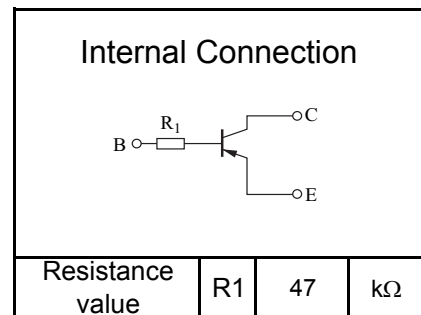 Internal Connection
C
R1
B
E
Resistance value R1 47 kΩ